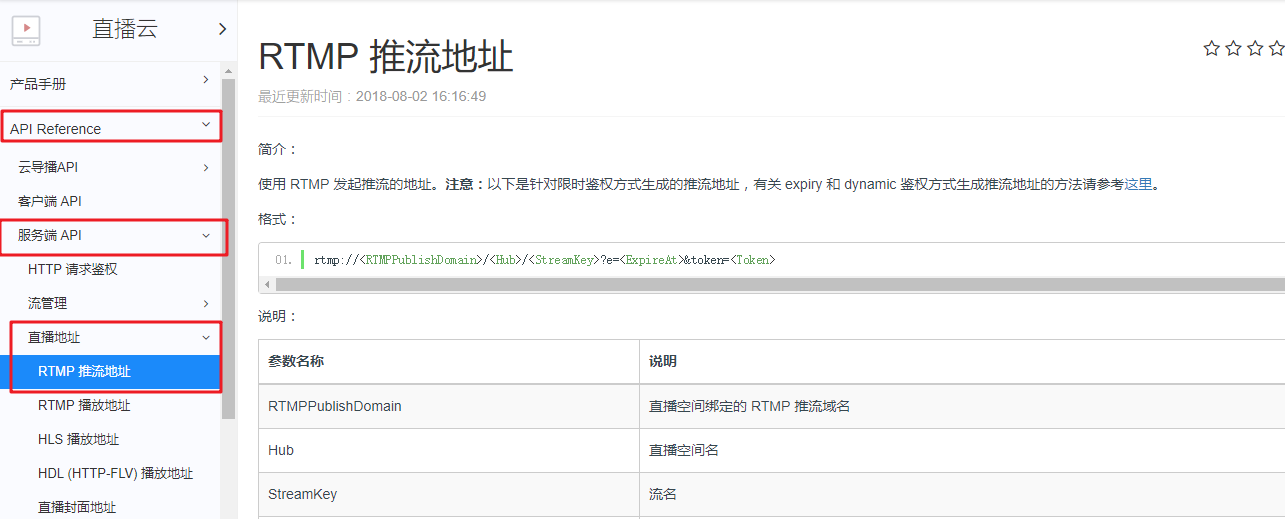 直播云
产品手册
API Reference
云导播API
客户端 API
服务端 API
HTTP 请求鉴权
流管理
直播地址
RTMP 推流地址
RTMP 播放地址
HLS 播放地址
HDL (HTTP-FLV) 播放地址
直播封面地址
RTMP 推流地址
最近更新时间：2018-08-02 16:16:49
简介：
使用 RTMP 发起推流的地址。注意：以下是针对限时鉴权方式生成的推流地址，有关 expiry 和 dynamic 鉴权方式生成推流地址的方法请参考这里。
格式：
01. rtmp://<RTMPPublishDomain>/<Hub>/<StreamKey>?e=<ExpireAt>&token=<Token>
说明：
参数名称 说明
RTMPPublishDomain 直播空间绑定的 RTMP 推流域名
Hub 直播空间名
StreamKey 流名